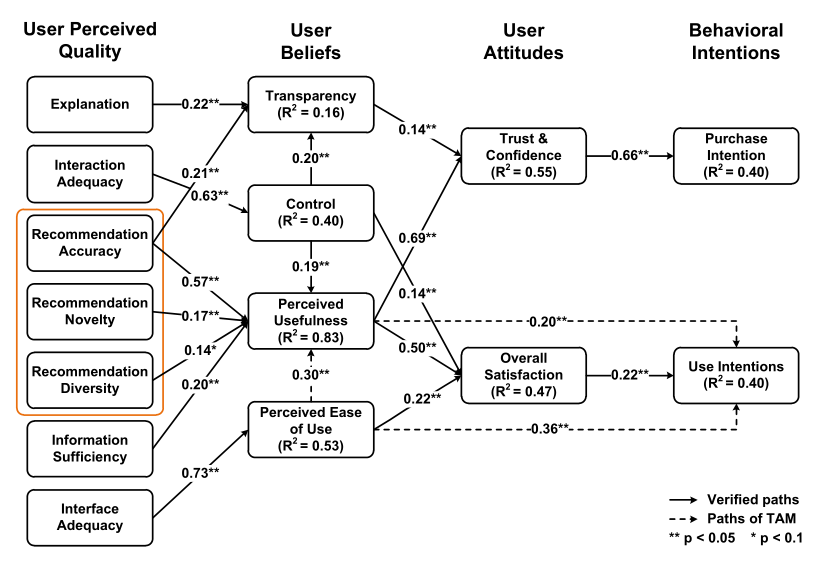 User Perceived
Quality
User
Beliefs
User
Attitudes
Behavioral
Intentions
Explanation
Interaction
Adequacy
Recommendation
Accuracy
Recommendation
Novelty
Recommendation
Diversity
Information
Sufficiency
Interface
Adequacy
0.22**
0.21**
0.63**
0.57**
0.17**
0.14*
0.20**
0.73**
Transparency
(R² = 0.16)
0.20**
Control
(R² = 0.40)
0.19**
Perceived
Usefulness
(R² = 0.83)
0.30**
Perceived Ease
of Use
(R² = 0.53)
0.14**
0.69**
0.14**
0.50**
0.22**
0.20**
0.36**
Trust &
Confidence
(R² = 0.55)
Overall
Satisfaction
(R² = 0.47)
0.66**
0.22**
Purchase
Intention
(R² = 0.40)
Use Intentions
(R² = 0.40)
Verified paths
Paths of TAM
** p < 0.05 * p < 0.1